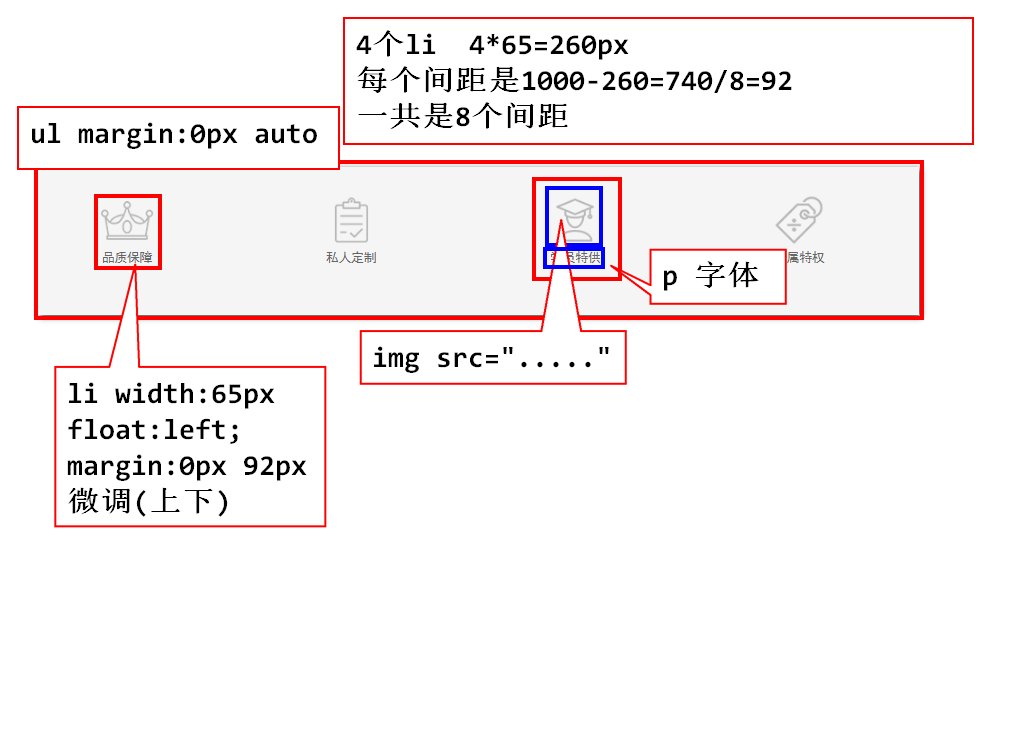 4个li  4*65=260px
每个间距是1000-260=740/8=92
一共是8个间距
ul margin:0px auto
品质保障
私人定制
员特供
属特权
p 字体
img src="....."
li width:65px
float:left;
margin:0px 92px
微调(上下)